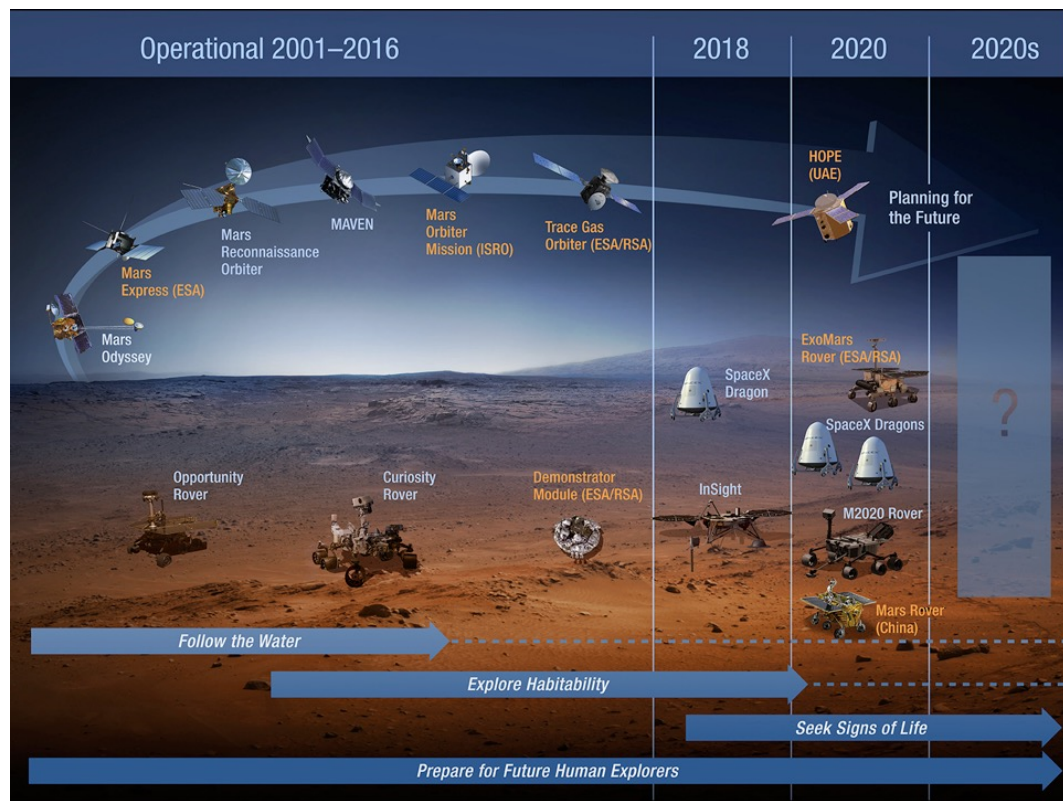 Operational 2001–2016
2018
2020
2020s
HOPE
(UAE)
Planning for
the Future
MAVEN
Mars
Orbiter
Mission (ISRO)
Trace Gas
Orbiter (ESA/RSA)
Mars
Reconnaissance
Orbiter
Mars
Express (ESA)
Mars
Odyssey
ExoMars
Rover (ESA/RSA)
SpaceX
Dragon
SpaceX Dragons
?
Opportunity
Rover
Curiosity
Rover
Demonstrator
Module (ESA/RSA)
InSight
M2020 Rover
Mars Rover
(China)
Follow the Water
Explore Habitability
Seek Signs of Life
Prepare for Future Human Explorers